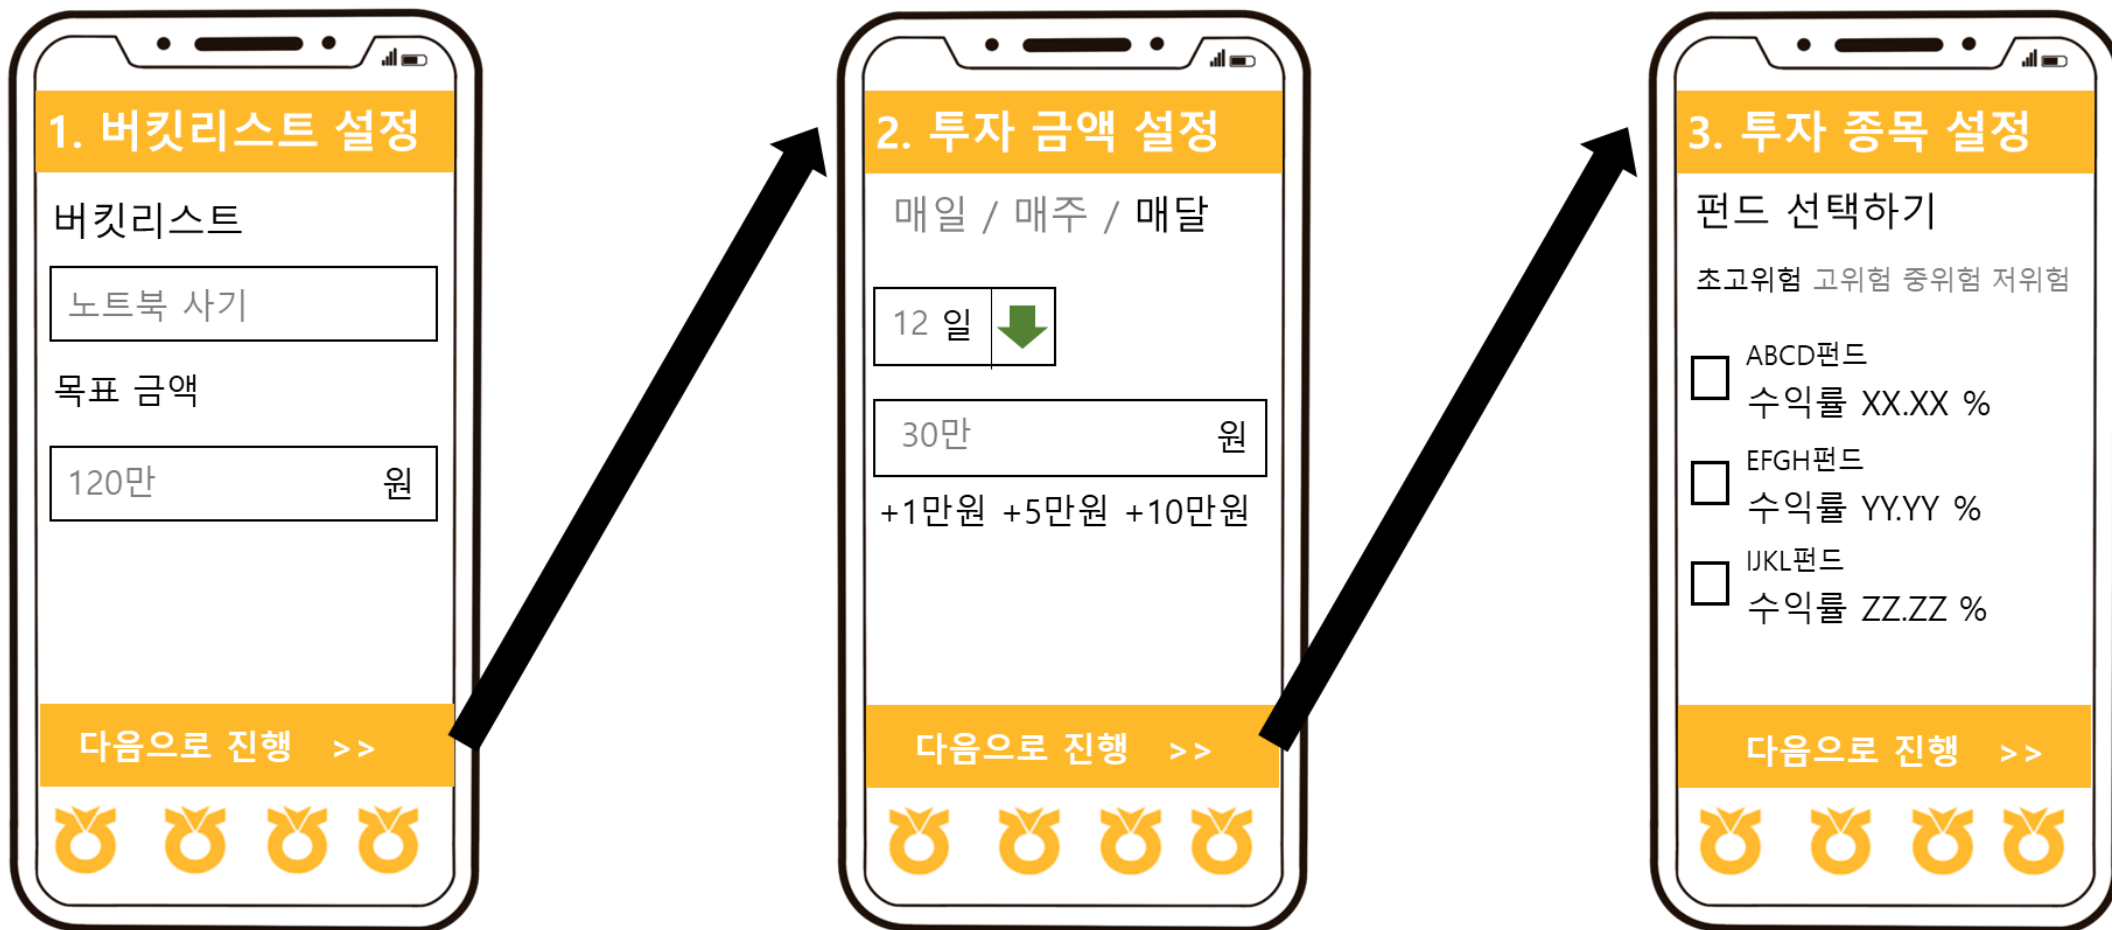 1. 버킷리스트 설정
버킷리스트
노트북 사기
목표 금액
120만 원
다음으로 진행 >>
2. 투자 금액 설정
매일 / 매주 / 매달
12 일
30만 원
+1만원 +5만원 +10만원
다음으로 진행 >>
3. 투자 종목 설정
펀드 선택하기
초고위험 고위험 중위험 저위험
ABCD펀드
수익률 XX.XX %
EFGH펀드
수익률 YY.YY %
IJKL펀드
수익률 ZZ.ZZ %
다음으로 진행 >>